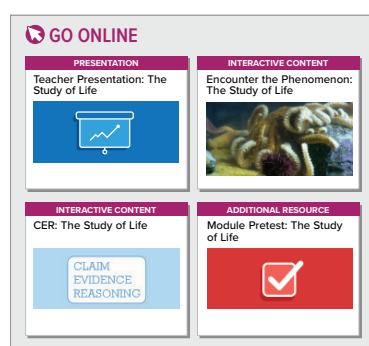 GO ONLINE
PRESENTATION
Teacher Presentation: The
Study of Life
INTERACTIVE CONTENT
Encounter the Phenomenon:
The Study of Life
INTERACTIVE CONTENT
CER: The Study of Life
CLAIM
EVIDENCE
REASONING
ADDITIONAL RESOURCE
Module Pretest: The Study
of Life